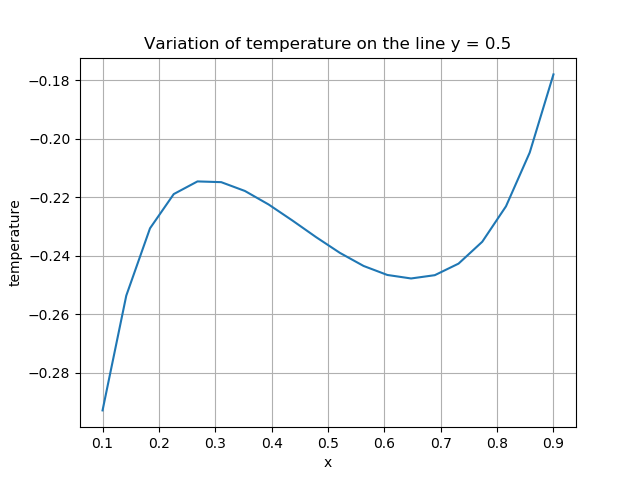 Variation of temperature on the line y = 0.5
temperature
−0.18
−0.20
−0.22
−0.24
−0.26
−0.28
0.1 0.2 0.3 0.4 0.5 0.6 0.7 0.8 0.9
x